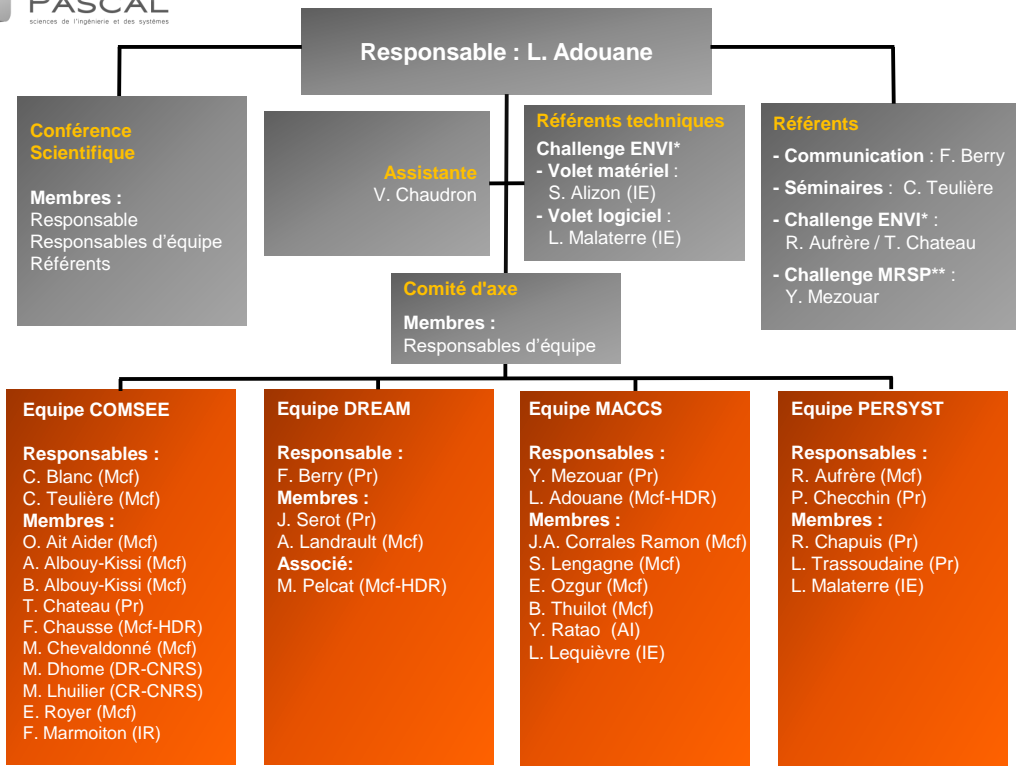 PASCAL
sciences de l'ingénierie et des systèmes
Responsable : L. Adouane
Conférence
Scientifique
Membres :
Responsable
Responsables d'équipe
Référents
Assistante
V. Chaudron
Référents techniques
Challenge ENVI*
- Volet matériel :
S. Alizon (IE)
- Volet logiciel :
L. Malaterre (IE)
Référents
- Communication : F. Berry
- Séminaires : C. Teulière
- Challenge ENVI* :
R. Aufrère / T. Chateau
- Challenge MRSP** :
Y. Mezouar
Comité d'axe
Membres :
Responsables d'équipe
Equipe COMSEE
Responsables :
C. Blanc (Mcf)
C. Teulière (Mcf)
Membres :
O. Ait Aider (Mcf)
A. Albouy-Kissi (Mcf)
B. Albouy-Kissi (Mcf)
T. Chateau (Pr)
F. Chausse (Mcf-HDR)
M. Chevaldonné (Mcf)
M. Dhome (DR-CNRS)
M. Lhuilier (CR-CNRS)
E. Royer (Mcf)
F. Marmoiton (IR)
Equipe DREAM
Responsable :
F. Berry (Pr)
Membres :
J. Serot (Pr)
A. Landrault (Mcf)
Associé:
M. Pelcat (Mcf-HDR)
Equipe MACCS
Responsables :
Y. Mezouar (Pr)
L. Adouane (Mcf-HDR)
Membres :
J.A. Corrales Ramon (Mcf)
S. Lengagne (Mcf)
E. Ozgur (Mcf)
B. Thuilot (Mcf)
Y. Ratao (AI)
L. Lequièvre (IE)
Equipe PERSYST
Responsables :
R. Aufrère (Mcf)
P. Checchin (Pr)
Membres :
R. Chapuis (Pr)
L. Trassoudaine (Pr)
L. Malaterre (IE)